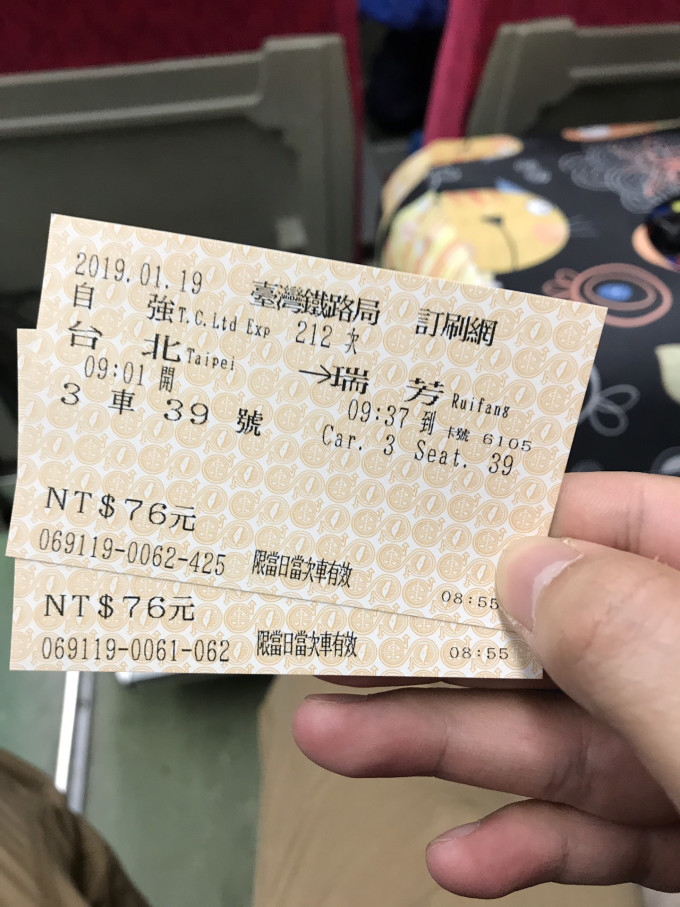 2019.01.19 臺灣鐵路局 訂刷網
自 強 T.C.Ltd Exp 212 次
台 北 Taipei →瑞 芳 Ruifang
09:01 開 09:37 到 卡號 6105
3 車 39 號 Car. 3 Seat. 39
NT$76元
069119-0062-425 限當日當次車有效 08:55
NT$76元
069119-0061-062 限當日當次車有效 08:55